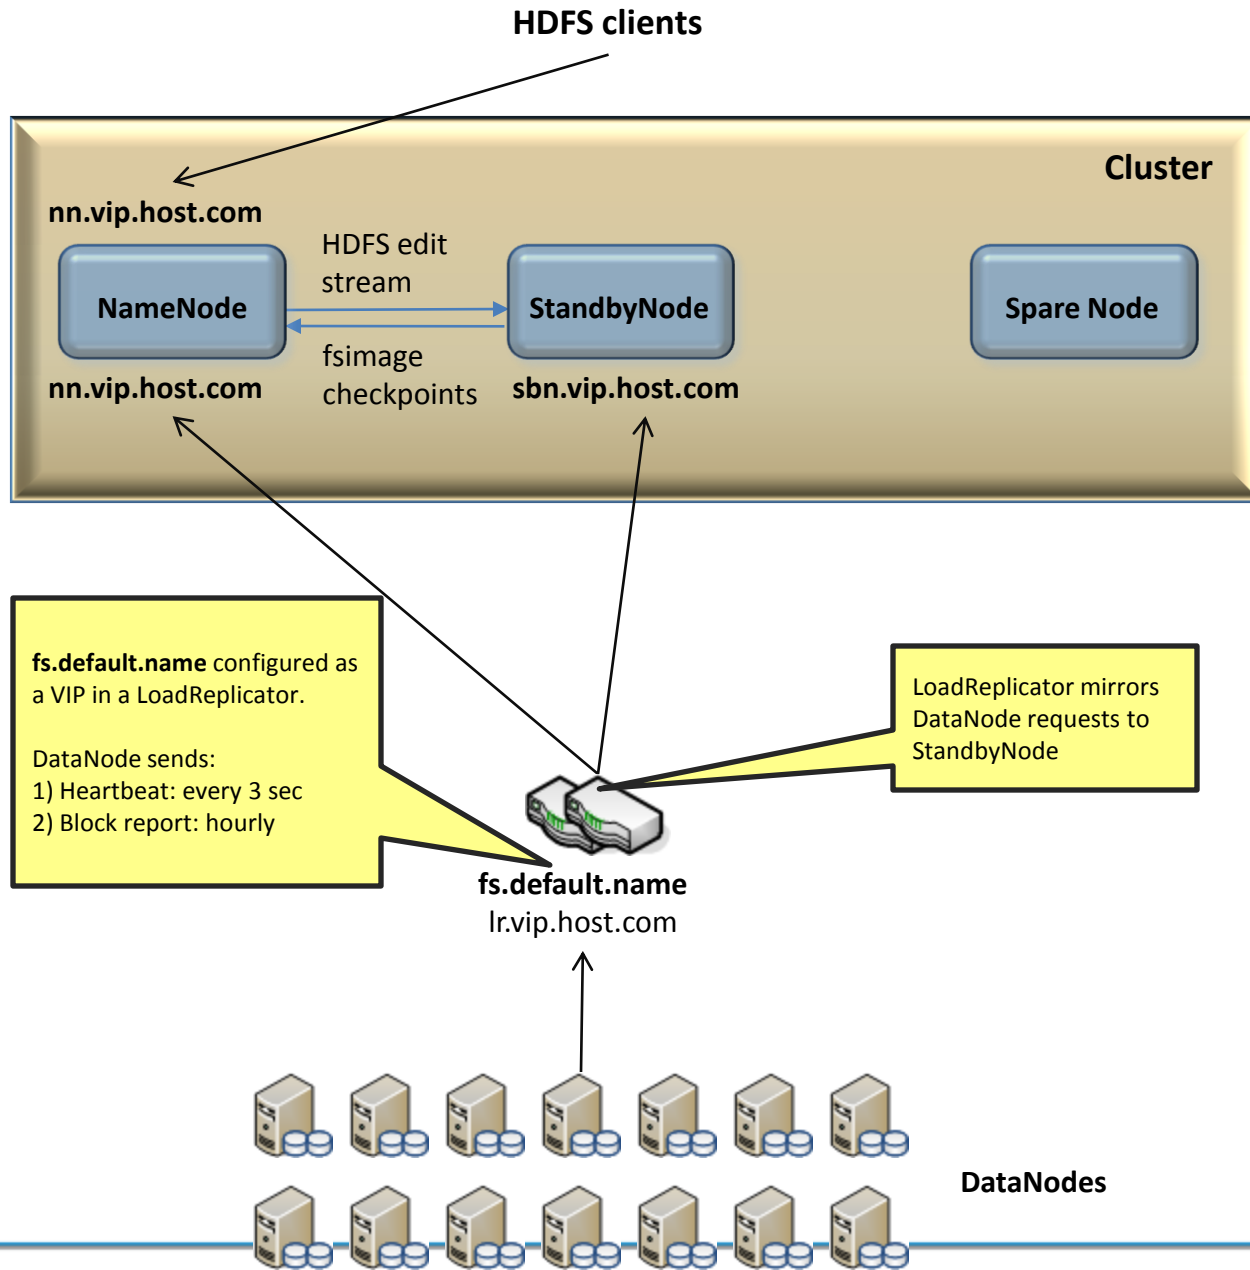 HDFS clients
Cluster
nn.vip.host.com
HDFS edit
stream
NameNode
StandbyNode
Spare Node
fsimage
checkpoints
nn.vip.host.com
sbn.vip.host.com
fs.default.name configured as
a VIP in a LoadReplicator.
DataNode sends:
1) Heartbeat: every 3 sec
2) Block report: hourly
LoadReplicator mirrors
DataNode requests to
StandbyNode
fs.default.name
lr.vip.host.com
DataNodes